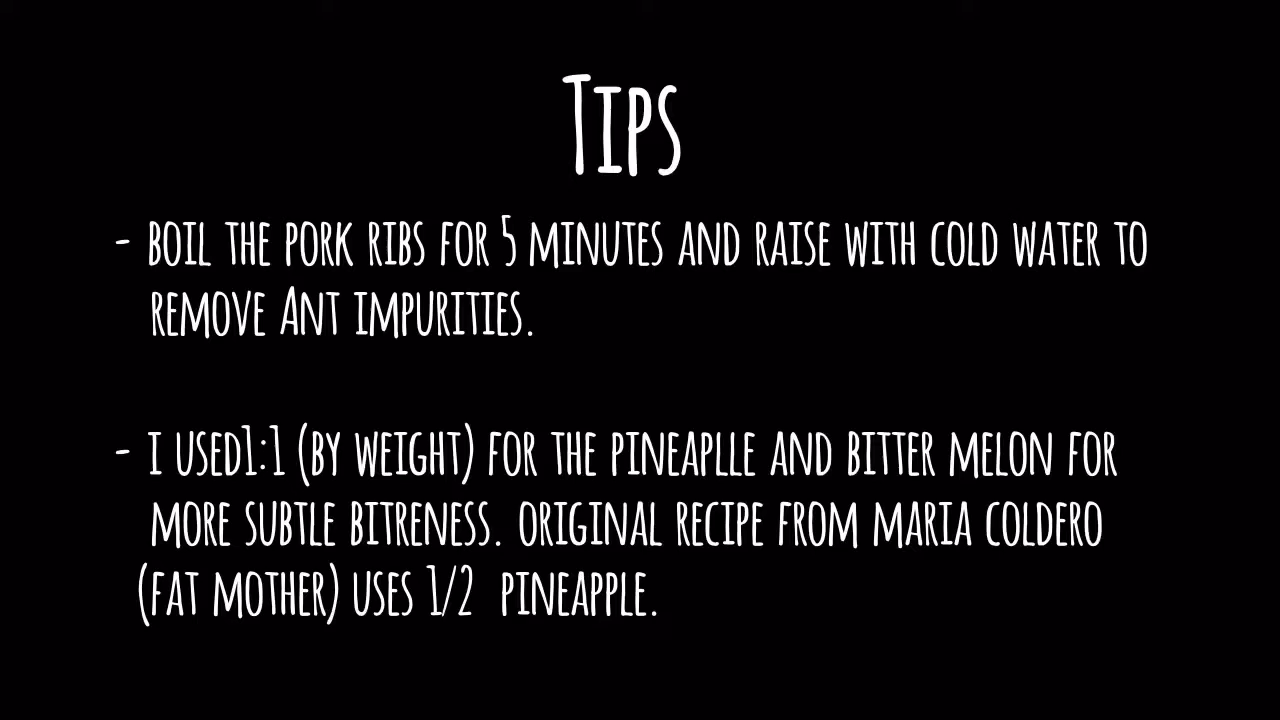 Tips
- BOIL THE PORK RIBS FOR 5 MINUTES AND RAISE WITH COLD WATER TO
REMOVE ANT IMPURITIES.
- I USED1:1 (BY WEIGHT) FOR THE PINEAPLLE AND BITTER MELON FOR
MORE SUBTLE BITRENESS. ORIGINAL RECIPE FROM MARIA COLDERO
(FAT MOTHER) USES 1/2 PINEAPPLE.